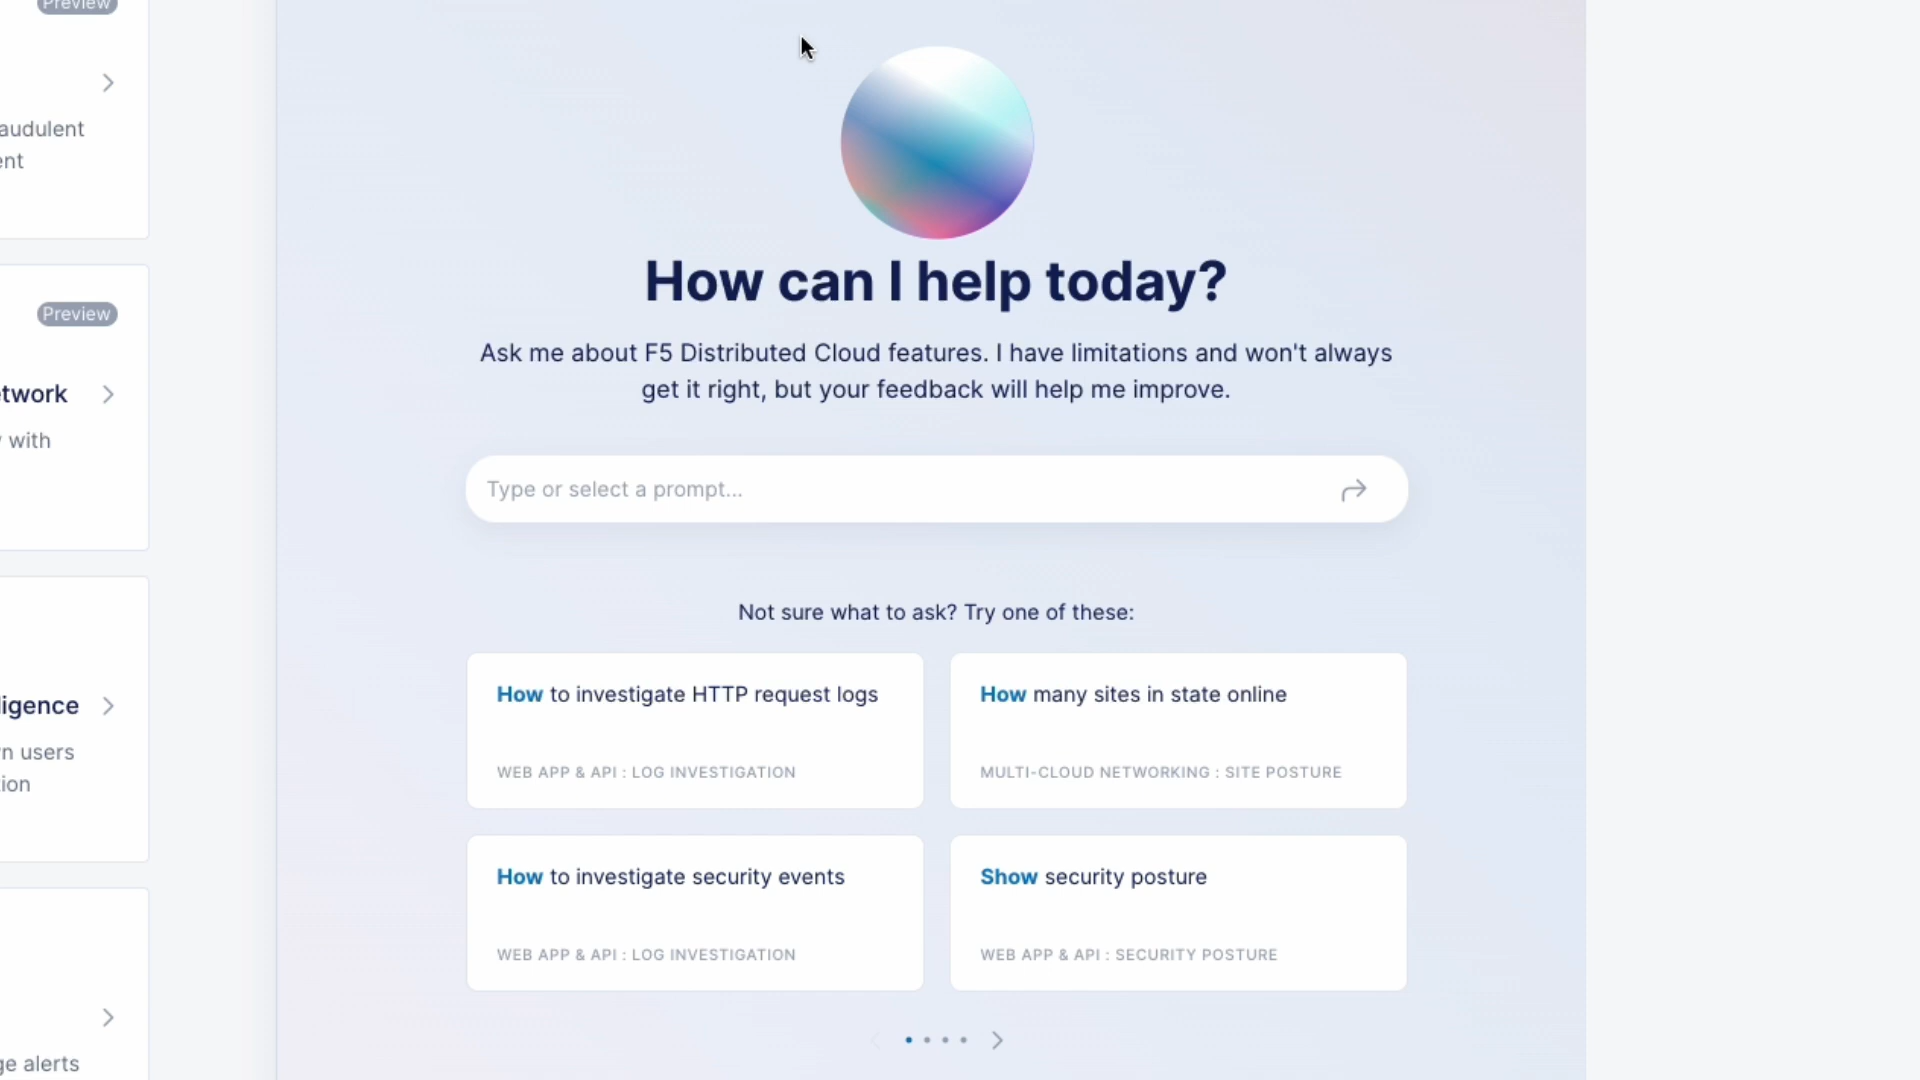 Preview
audulent
ent
Preview
twork
with
ligence
n users
ion
ge alerts
How can I help today?
Ask me about F5 Distributed Cloud features. I have limitations and won't always
get it right, but your feedback will help me improve.
Type or select a prompt...
Not sure what to ask? Try one of these:
How to investigate HTTP request logs
WEB APP & API : LOG INVESTIGATION
How many sites in state online
MULTI-CLOUD NETWORKING : SITE POSTURE
How to investigate security events
WEB APP & API : LOG INVESTIGATION
Show security posture
WEB APP & API : SECURITY POSTURE